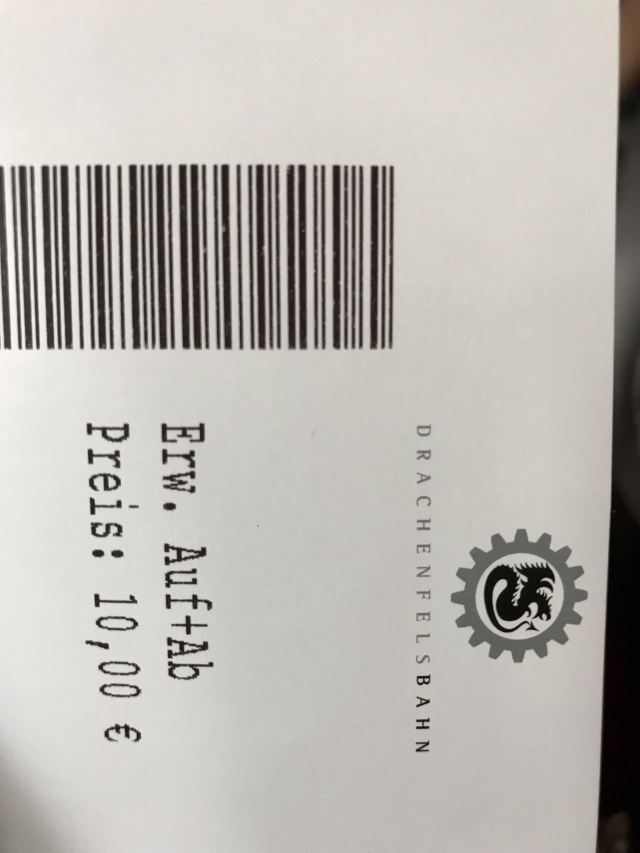 DRACHENFELSBAHN
Erw. Auf+Ab
Preis: 10,00 €